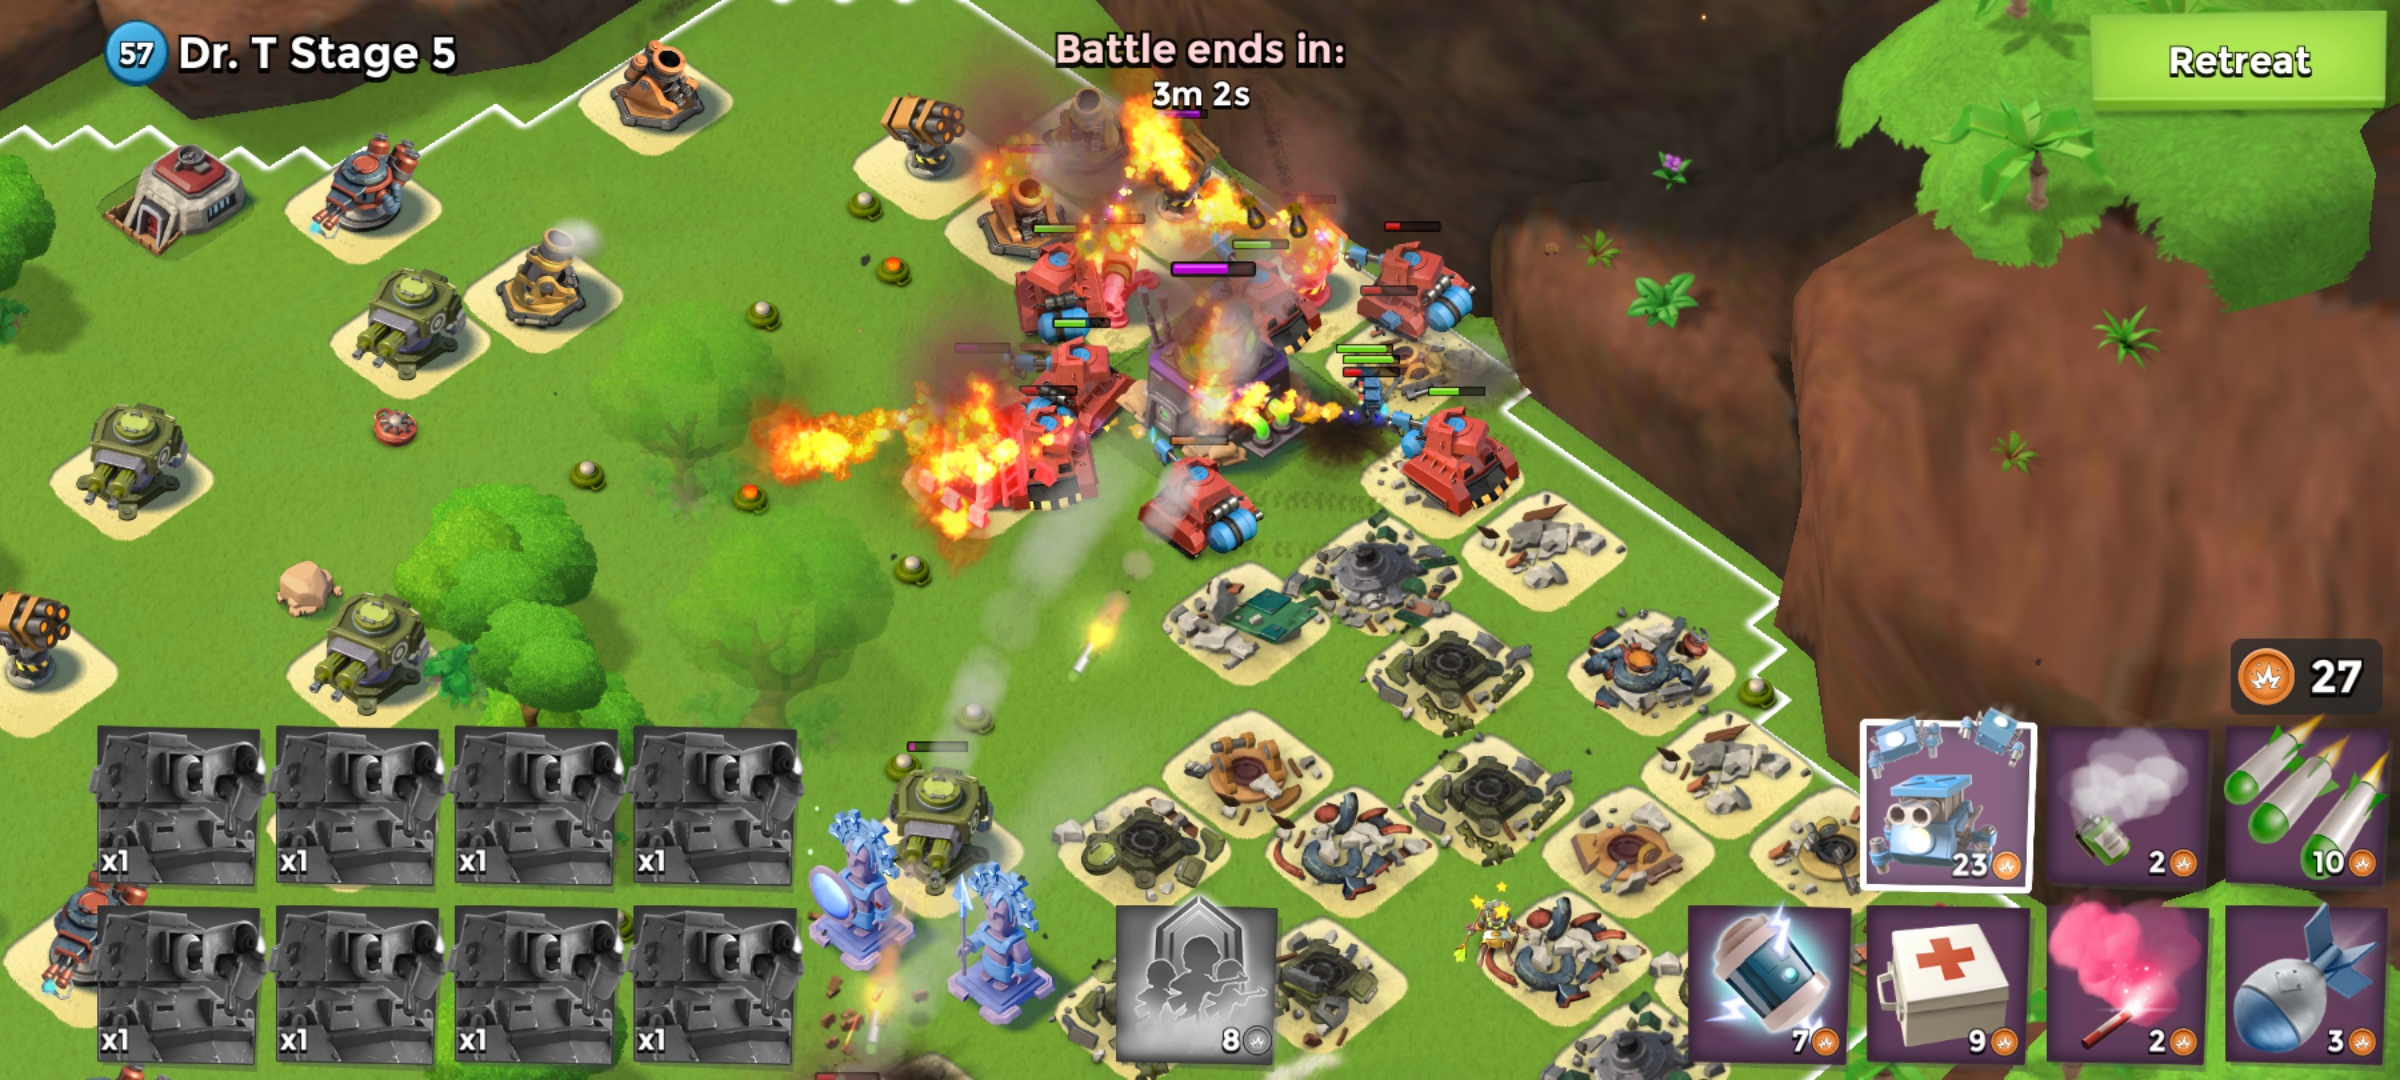 57 Dr. T Stage 5
Battle ends in:
3m 2s
Retreat
27
23
2
10
x1
x1
x1
x1
x1
x1
x1
x1
8
7
9
2
3